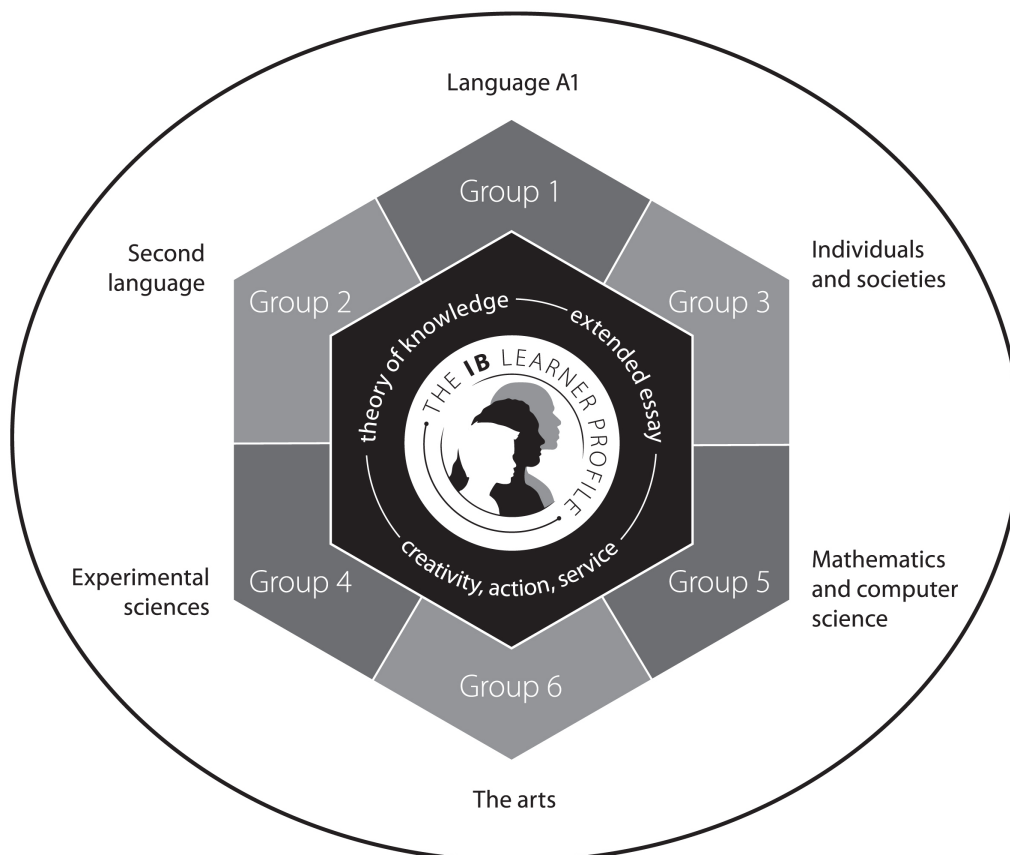 Language A1
Group 1
Second
language
Group 2
Individuals
and societies
Group 3
theory of knowledge
extended essay
THE IB LEARNER PROFILE
creativity, action, service
Experimental
sciences
Group 4
Mathematics
and computer
science
Group 5
Group 6
The arts